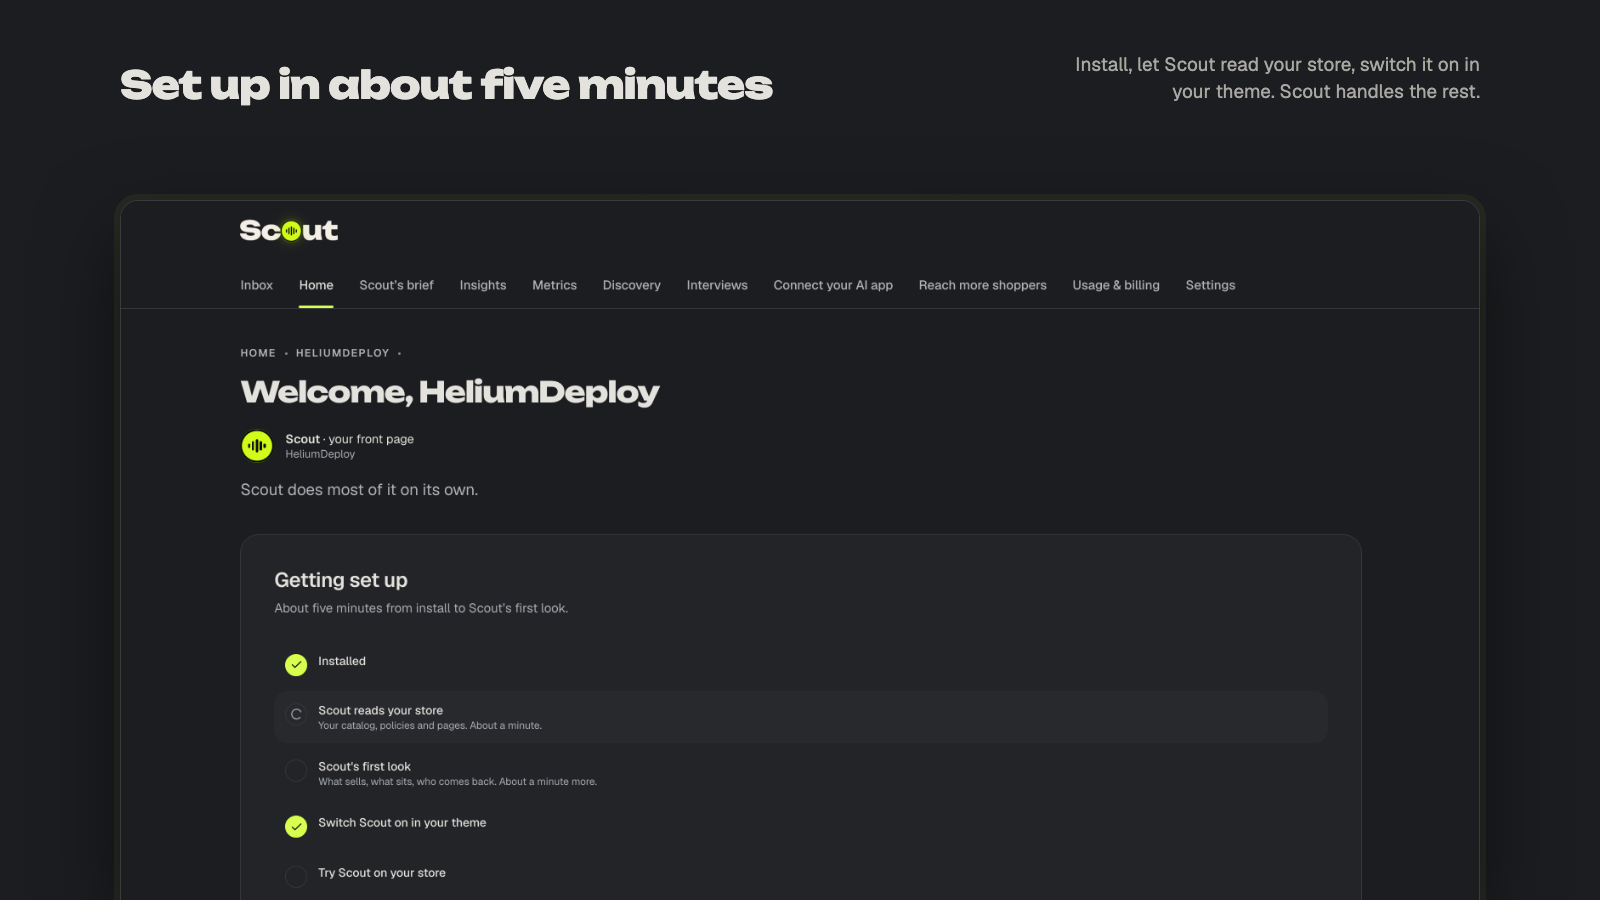 Set up in about five minutes
Install, let Scout read your store, switch it on in
your theme. Scout handles the rest.
Scout
Inbox Home Scout's brief Insights Metrics Discovery Interviews Connect your AI app Reach more shoppers Usage & billing Settings
HOME • HELIUMDEPLOY •
Welcome, HeliumDeploy
Scout · your front page
HeliumDeploy
Scout does most of it on its own.
Getting set up
About five minutes from install to Scout's first look.
Installed
Scout reads your store
Your catalog, policies and pages. About a minute.
Scout's first look
What sells, what sits, who comes back. About a minute more.
Switch Scout on in your theme
Try Scout on your store